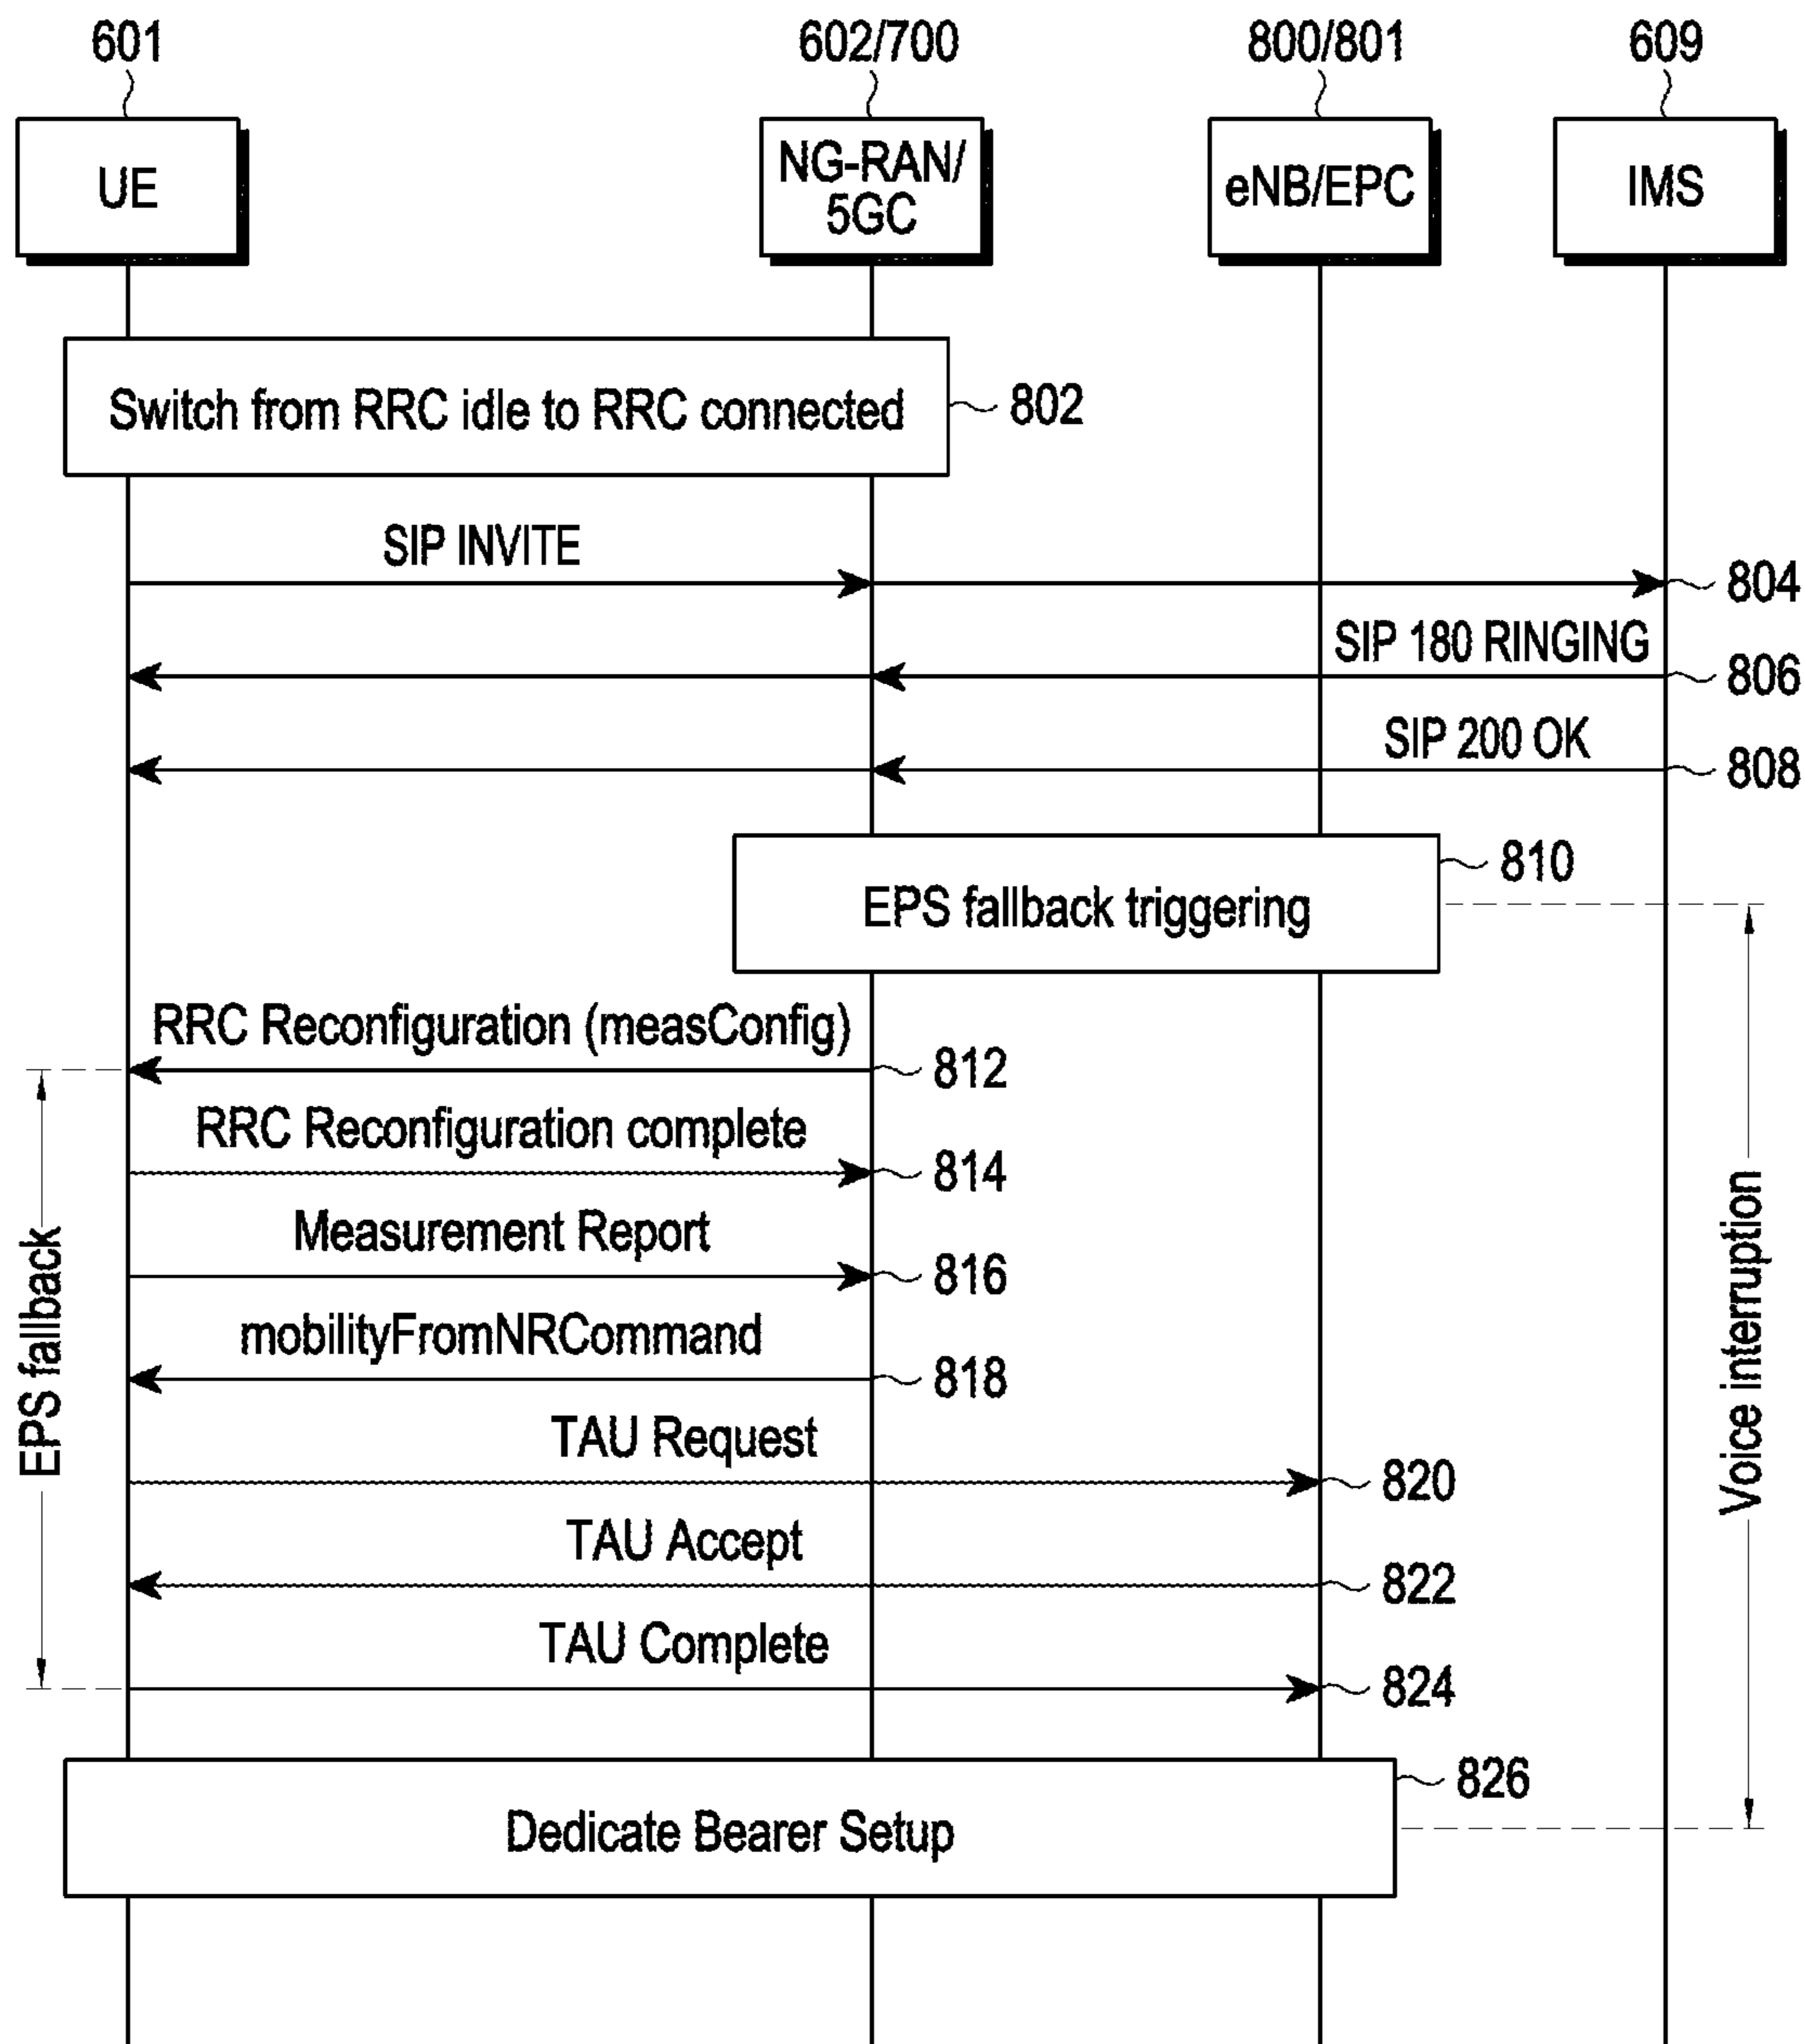 601
602/700
800/801
609
UE
NG-RAN/
5GC
eNB/EPC
IMS
Switch from RRC idle to RRC connected
802
SIP INVITE
804
SIP 180 RINGING
806
SIP 200 OK
808
810
EPS fallback triggering
RRC Reconfiguration (measConfig)
812
RRC Reconfiguration complete
814
Measurement Report
816
mobilityFromNRCommand
818
EPS fallback
Voice interruption
TAU Request
820
TAU Accept
822
TAU Complete
824
826
Dedicate Bearer Setup